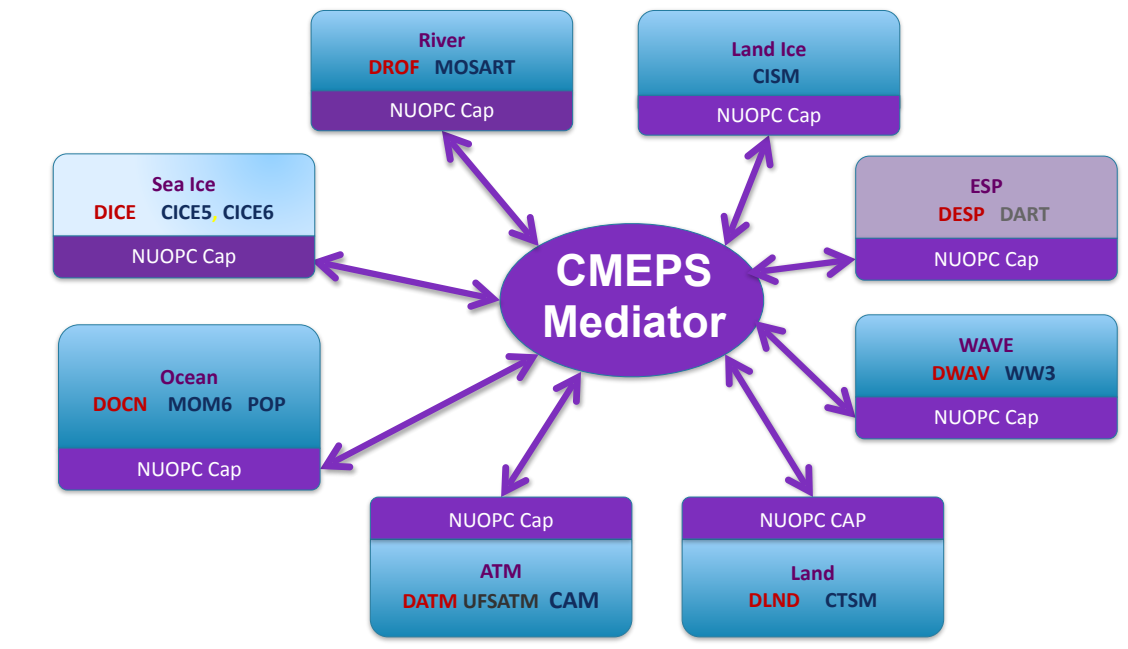 River
DROF MOSART
NUOPC Cap
Land Ice
CISM
NUOPC Cap
Sea Ice
DICE CICE5, CICE6
NUOPC Cap
ESP
DESP DART
NUOPC Cap
CMEPS
Mediator
Ocean
DOCN MOM6 POP
NUOPC Cap
WAVE
DWAV WW3
NUOPC Cap
NUOPC Cap
ATM
DATM UFSATM CAM
NUOPC CAP
Land
DLND CTSM